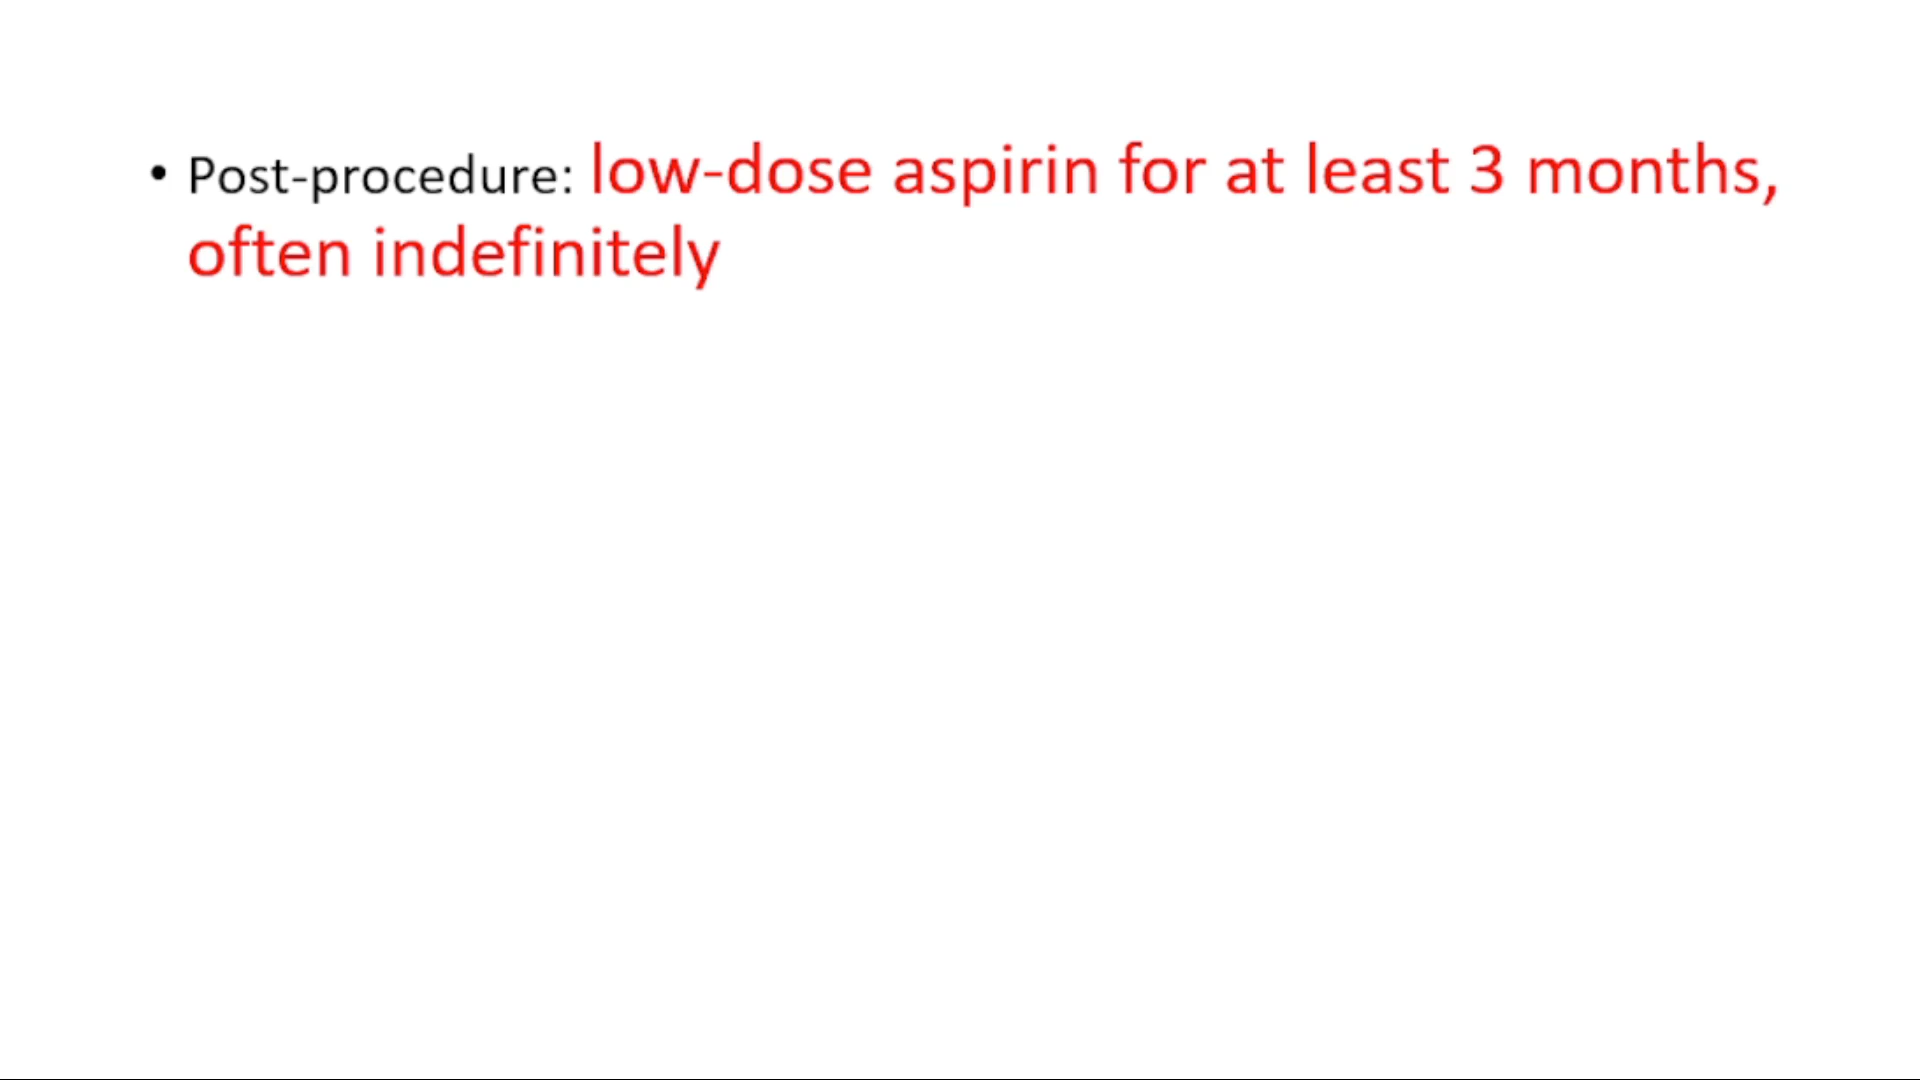 • Post-procedure: low-dose aspirin for at least 3 months,
often indefinitely